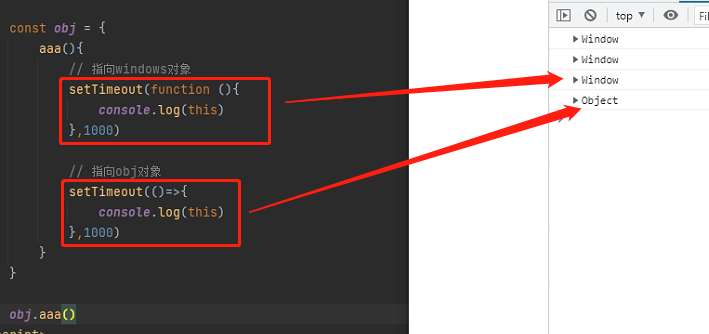 const obj = {
aaa(){
// 指向windows对象
setTimeout(function (){
console.log(this)
},1000)
// 指向obj对象
setTimeout(()=>{
console.log(this)
},1000)
}
}
obj.aaa()
top
Window
Window
Window
Object